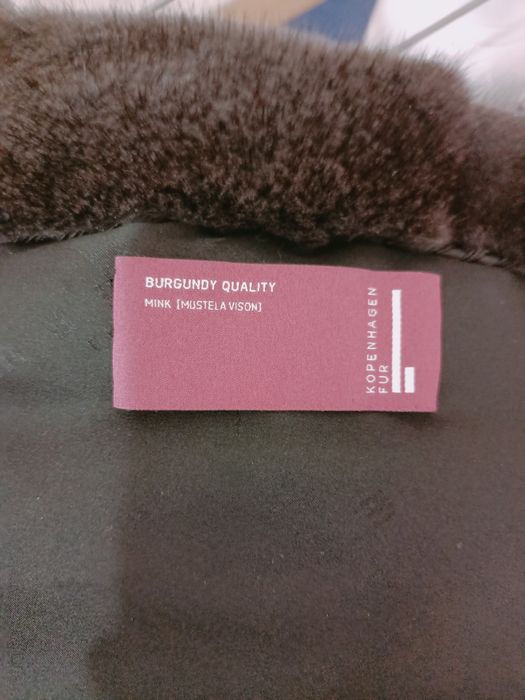 BURGUNDY QUALITY
MINK [MUSTELA VISON]
KOPENHAGEN
FUR